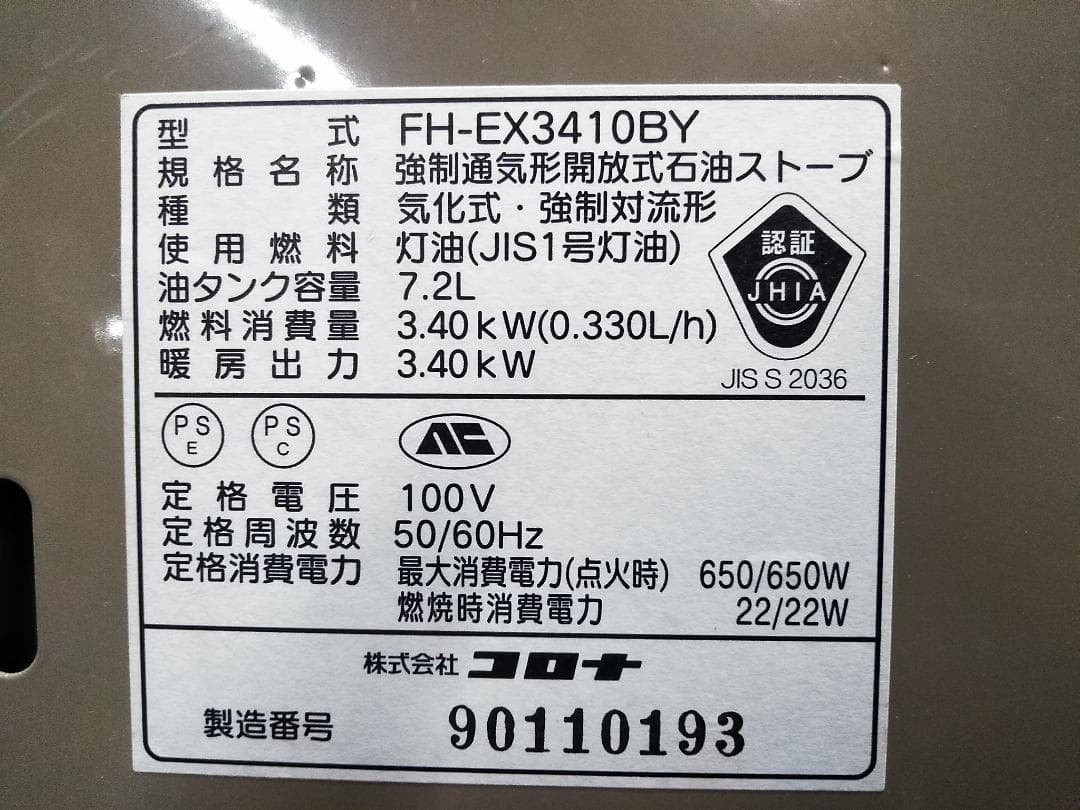 型式 FH-EX3410BY
規格名称 強制通気形開放式石油ストーブ
種類 気化式・強制対流形
使用燃料 灯油(JIS1号灯油)
油タンク容量 7.2L
燃料消費量 3.40kW(0.330L/h)
暖房出力 3.40kW
認証
JHIA
JIS S 2036
PS E
PS C
定格電圧 100V
定格周波数 50/60Hz
定格消費電力 最大消費電力(点火時) 650/650W
燃焼時消費電力 22/22W
株式会社 コロナ
製造番号 90110193